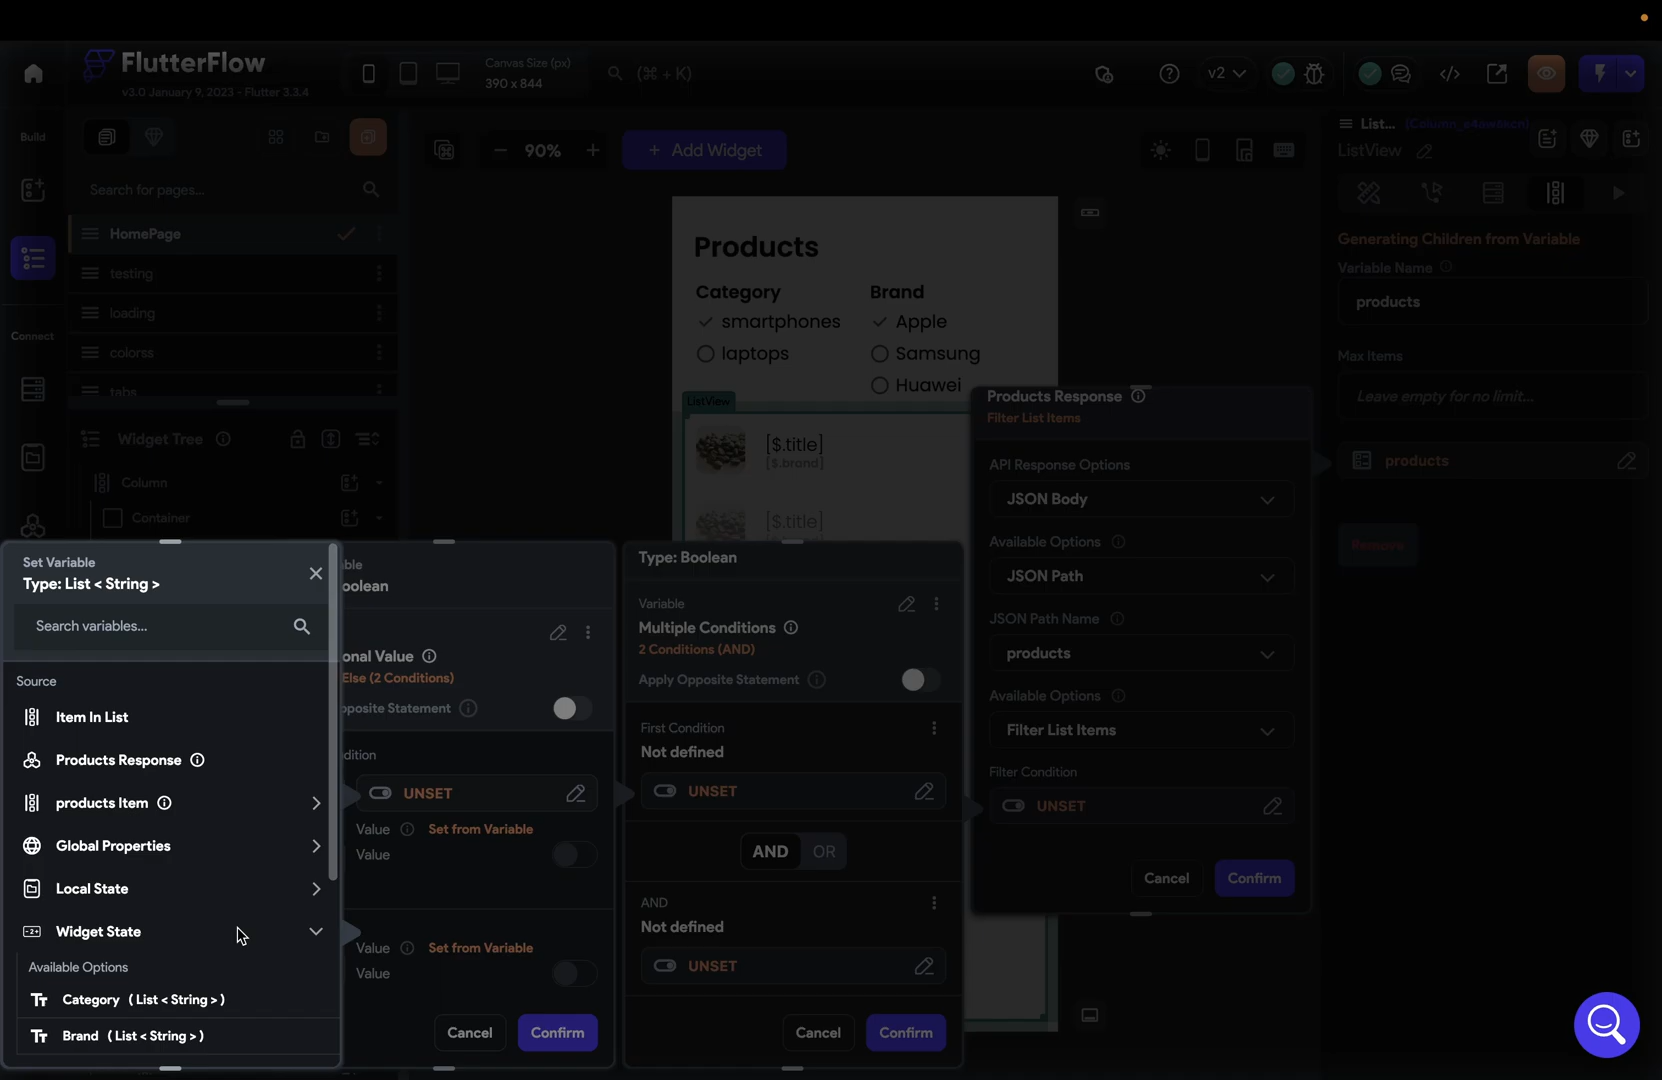 FlutterFlow
v3.0 January 9, 2023 - Flutter 3.3.4
Canvas Size (px)
390 x 844
(⌘ + K)
v2
Build
Connect
Search for pages...
HomePage
testing
loading
colorss
tabs
Widget Tree
Column
Container
90%
+ Add Widget
Products
Category
smartphones
laptops
Brand
Apple
Samsung
Huawei
ListView
[$.title]
[$.brand]
[$.title]
List...
ListView
Generating Children from Variable
Variable Name
products
Max Items
Leave empty for no limit...
products
Remove
Products Response
Filter List Items
API Response Options
JSON Body
Available Options
JSON Path
JSON Path Name
products
Available Options
Filter List Items
Filter Condition
UNSET
Cancel
Confirm
Type: Boolean
Variable
Multiple Conditions
2 Conditions (AND)
Apply Opposite Statement
First Condition
Not defined
UNSET
AND
OR
AND
Not defined
UNSET
Cancel
Confirm
able
oolean
onal Value
Else (2 Conditions)
pposite Statement
dition
UNSET
Value
Set from Variable
Value
Value
Set from Variable
Value
Cancel
Confirm
Set Variable
Type: List < String >
Search variables...
Source
Item In List
Products Response
products Item
Global Properties
Local State
Widget State
Available Options
Tт Category ( List < String > )
Tт Brand ( List < String > )